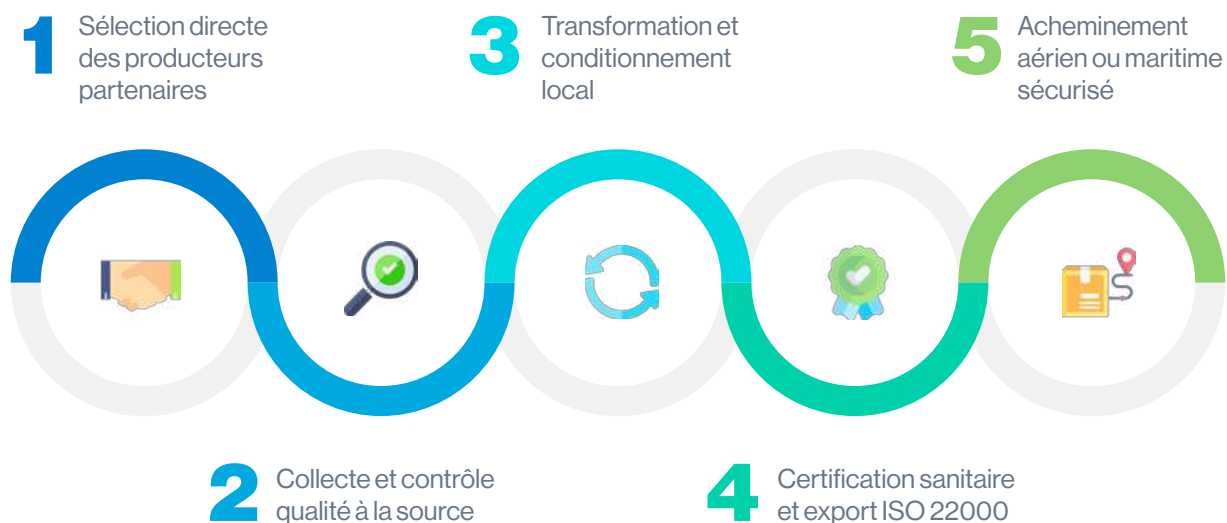 1
Sélection directe
des producteurs
partenaires
3
Transformation et
conditionnement
local
5
Acheminement
aérien ou maritime
sécurisé
2
Collecte et contrôle
qualité à la source
4
Certification sanitaire
et export ISO 22000